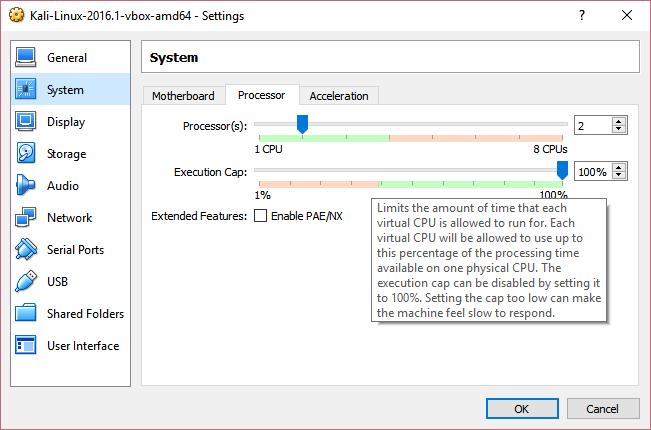 Kali-Linux-2016.1-vbox-amd64 - Settings
General
System
Display
Storage
Audio
Network
Serial Ports
USB
Shared Folders
User Interface
System
Motherboard
Processor
Acceleration
Processor(s):
2
1 CPU
8 CPUs
Execution Cap:
100%
1%
100%
Extended Features:
Enable PAE/NX
Limits the amount of time that each
virtual CPU is allowed to run for. Each
virtual CPU will be allowed to use up to
this percentage of the processing time
available on one physical CPU. The
execution cap can be disabled by setting it
to 100%. Setting the cap too low can make
the machine feel slow to respond.
OK
Cancel